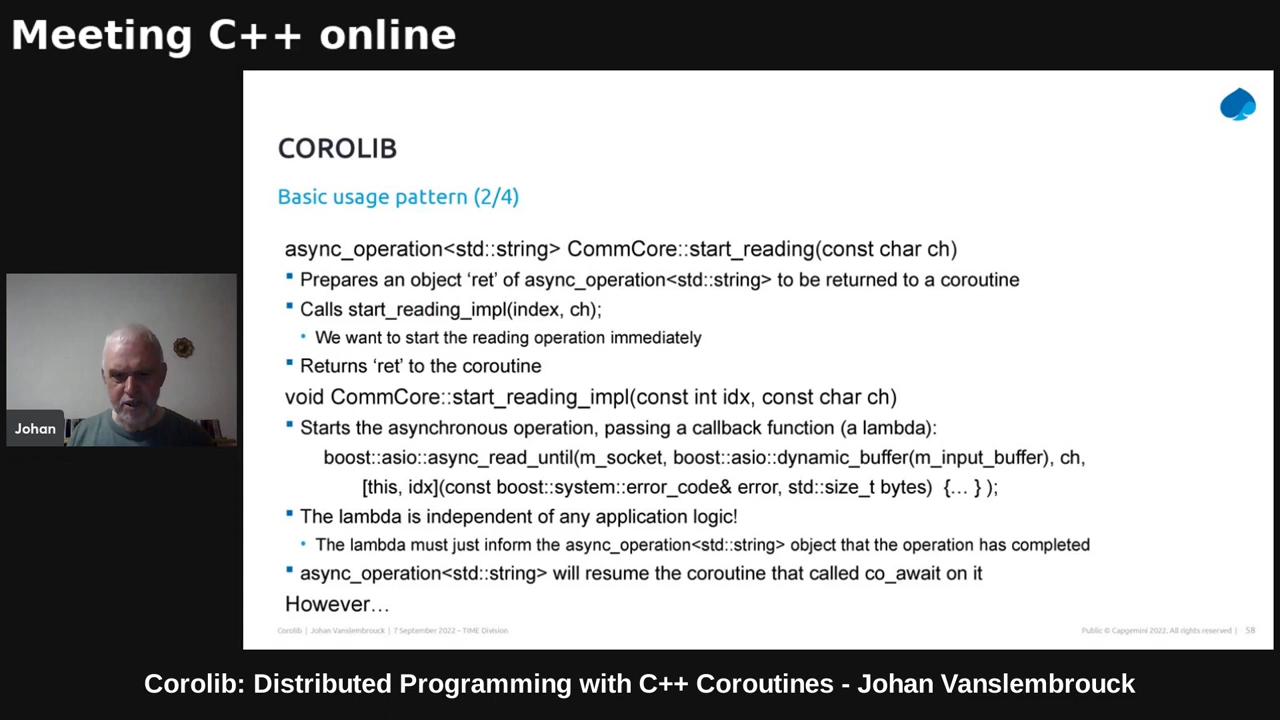 Meeting C++ online
COROLIB
Basic usage pattern (2/4)
async_operation<std::string> CommCore::start_reading(const char ch)
Prepares an object ‘ret’ of async_operation<std::string> to be returned to a coroutine
Calls start_reading_impl(index, ch);
We want to start the reading operation immediately
Returns ‘ret’ to the coroutine
void CommCore::start_reading_impl(const int idx, const char ch)
Starts the asynchronous operation, passing a callback function (a lambda):
boost::asio::async_read_until(m_socket, boost::asio::dynamic_buffer(m_input_buffer), ch,
[this, idx](const boost::system::error_code& error, std::size_t bytes) {… } );
The lambda is independent of any application logic!
The lambda must just inform the async_operation<std::string> object that the operation has completed
async_operation<std::string> will resume the coroutine that called co_await on it
However…
Corolib | Johan Vanslembrouck | 7 September 2022 – TIME Division
Public © Capgemini 2022. All rights reserved | 58
Johan
Corolib: Distributed Programming with C++ Coroutines - Johan Vanslembrouck